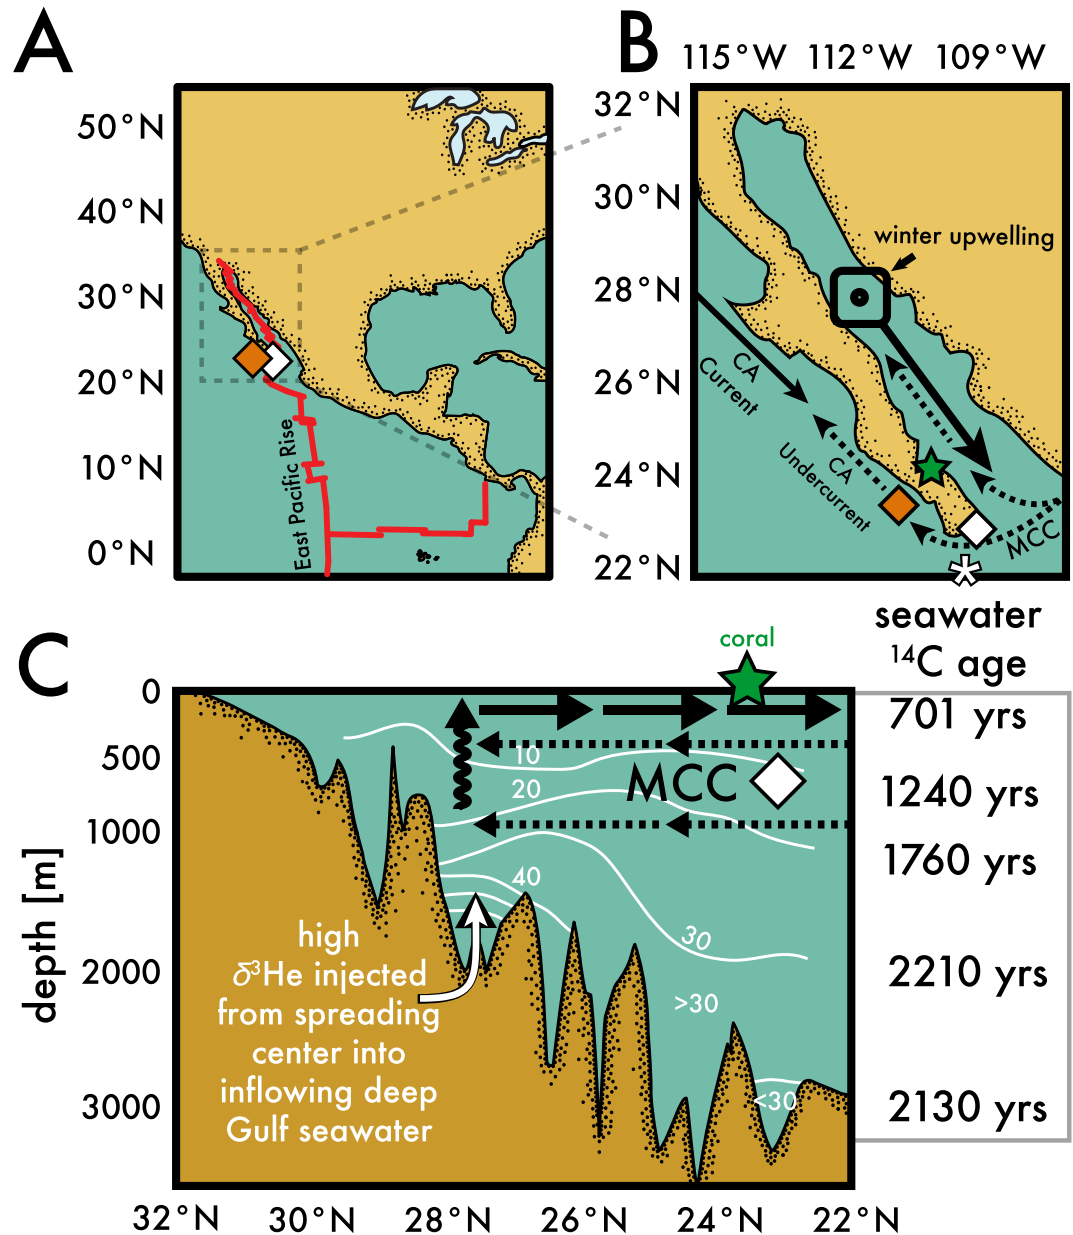 A
50°N
40°N
30°N
20°N
10°N
0°N
East Pacific Rise
B
115°W 112°W 109°W
32°N
30°N
28°N
26°N
24°N
22°N
winter upwelling
CA
Current
CA
Undercurrent
MCC
*
seawater
14C age
701 yrs
1240 yrs
1760 yrs
2210 yrs
2130 yrs
C
coral
0
500
1000
2000
3000
depth [m]
10
20
MCC
40
30
>30
<30
high
δ³He injected
from spreading
center into
inflowing deep
Gulf seawater
32°N 30°N 28°N 26°N 24°N 22°N